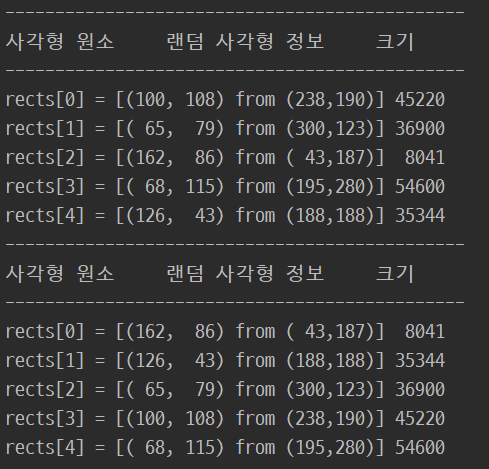 ----------------------------------------------
사각형 원소     랜덤 사각형 정보     크기
----------------------------------------------
rects[0] = [(100, 108) from (238,190)] 45220
rects[1] = [( 65,  79) from (300,123)] 36900
rects[2] = [(162,  86) from ( 43,187)]  8041
rects[3] = [( 68, 115) from (195,280)] 54600
rects[4] = [(126,  43) from (188,188)] 35344
----------------------------------------------
사각형 원소     랜덤 사각형 정보     크기
----------------------------------------------
rects[0] = [(162,  86) from ( 43,187)]  8041
rects[1] = [(126,  43) from (188,188)] 35344
rects[2] = [( 65,  79) from (300,123)] 36900
rects[3] = [(100, 108) from (238,190)] 45220
rects[4] = [( 68, 115) from (195,280)] 54600